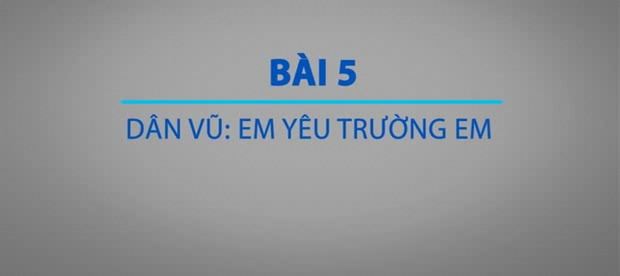 BÀI 5
DÂN VŨ: EM YÊU TRƯỜNG EM